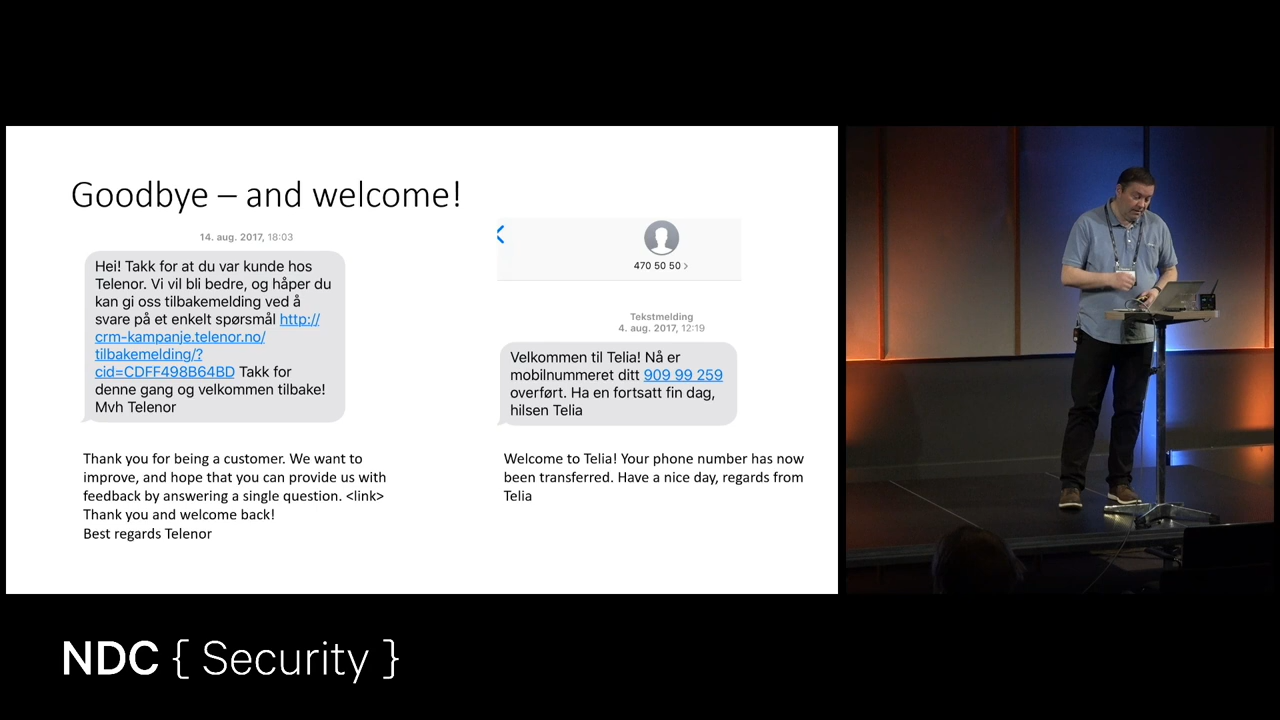 Goodbye – and welcome!
14. aug. 2017, 18:03
Hei! Takk for at du var kunde hos
Telenor. Vi vil bli bedre, og håper du
kan gi oss tilbakemelding ved å
svare på et enkelt spørsmål http://
crm-kampanje.telenor.no/
tilbakemelding/?
cid=CDFF498B64BD Takk for
denne gang og velkommen tilbake!
Mvh Telenor
Thank you for being a customer. We want to
improve, and hope that you can provide us with
feedback by answering a single question. <link>
Thank you and welcome back!
Best regards Telenor
470 50 50 >
Tekstmelding
4. aug. 2017, 12:19
Velkommen til Telia! Nå er
mobilnummeret ditt 909 99 259
overført. Ha en fortsatt fin dag,
hilsen Telia
Welcome to Telia! Your phone number has now
been transferred. Have a nice day, regards from
Telia
NDC { Security }